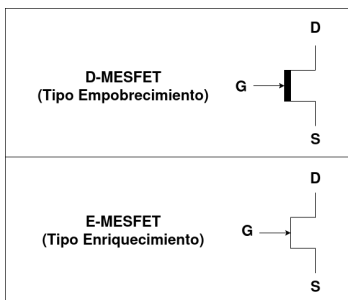 D
D-MESFET
(Tipo Empobrecimiento)
G
S
D
E-MESFET
(Tipo Enriquecimiento)
G
S